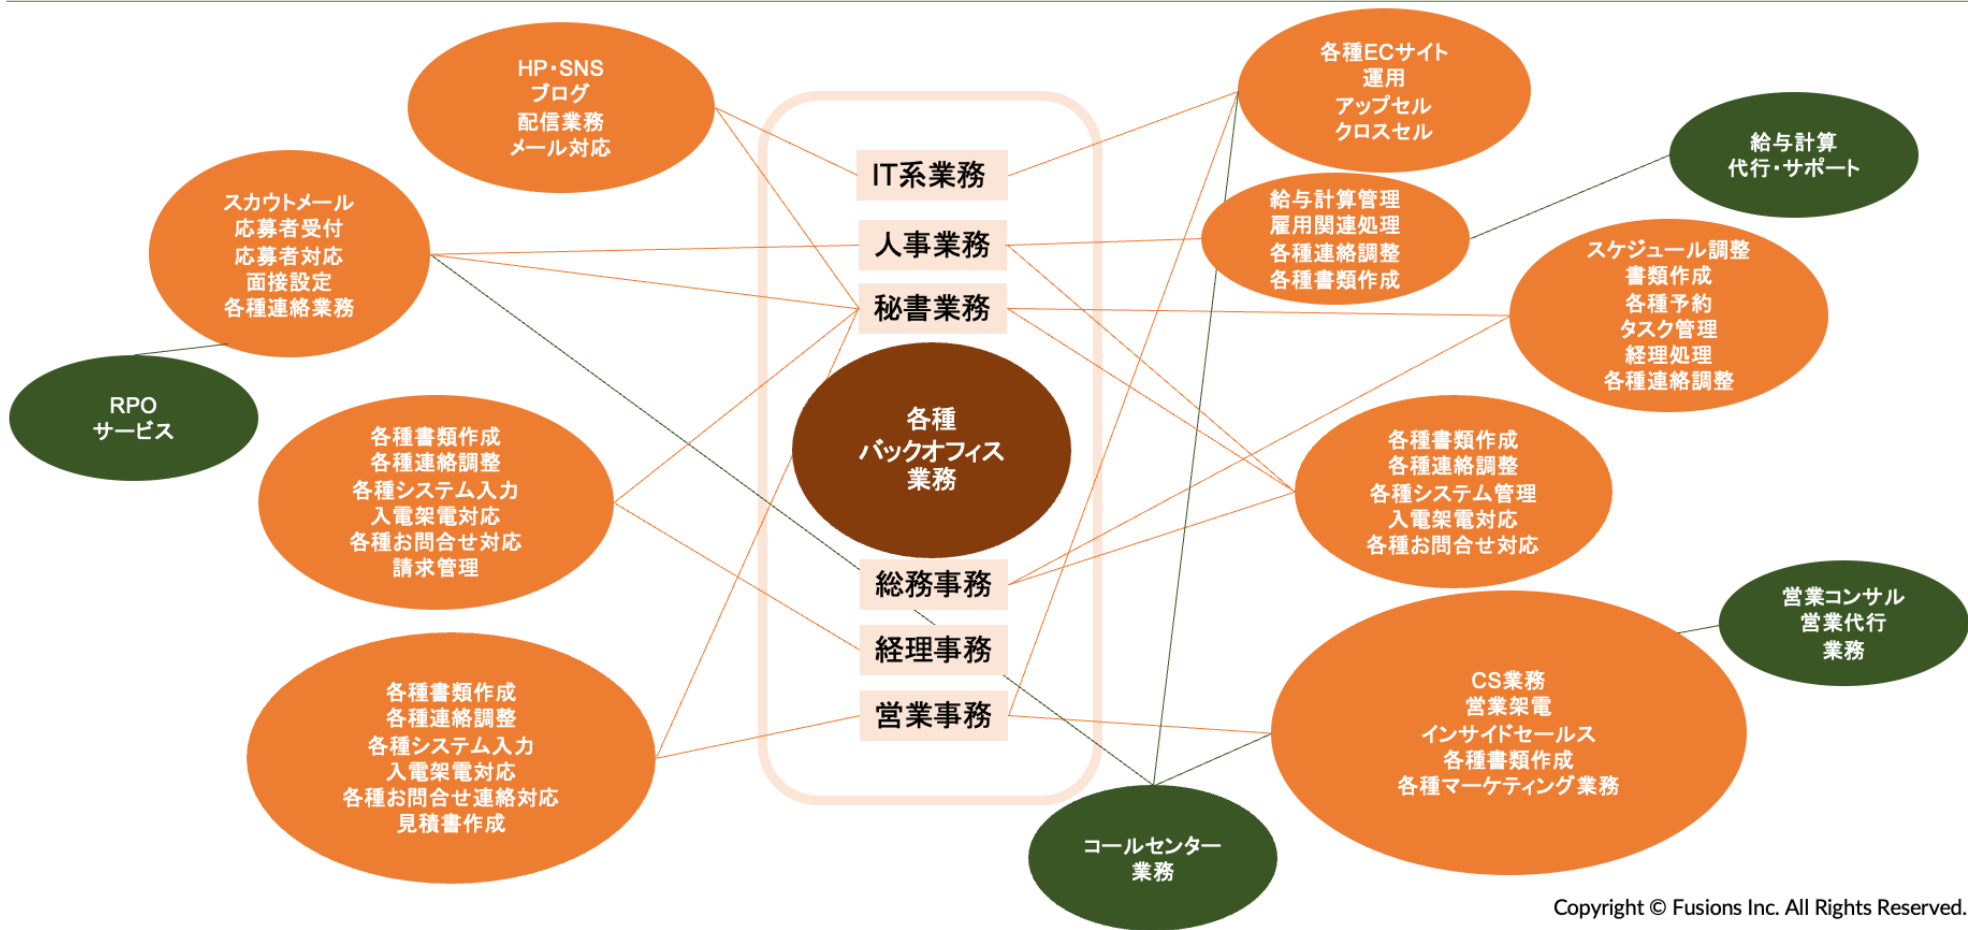 HP・SNS
ブログ
配信業務
メール対応
各種ECサイト
運用
アップセル
クロスセル
給与計算
代行・サポート
スカウトメール
応募者受付
応募者対応
面接設定
各種連絡業務
IT系業務
人事業務
秘書業務
給与計算管理
雇用関連処理
各種連絡調整
各種書類作成
スケジュール調整
書類作成
各種予約
タスク管理
経理処理
各種連絡調整
RPO
サービス
各種
バックオフィス
業務
各種書類作成
各種連絡調整
各種システム入力
入電架電対応
各種お問合せ対応
請求管理
各種書類作成
各種連絡調整
各種システム管理
入電架電対応
各種お問合せ対応
総務事務
経理事務
営業事務
営業コンサル
営業代行
業務
各種書類作成
各種連絡調整
各種システム入力
入電架電対応
各種お問合せ連絡対応
見積書作成
CS業務
営業架電
インサイドセールス
各種書類作成
各種マーケティング業務
コールセンター
業務
Copyright © Fusions Inc. All Rights Reserved.